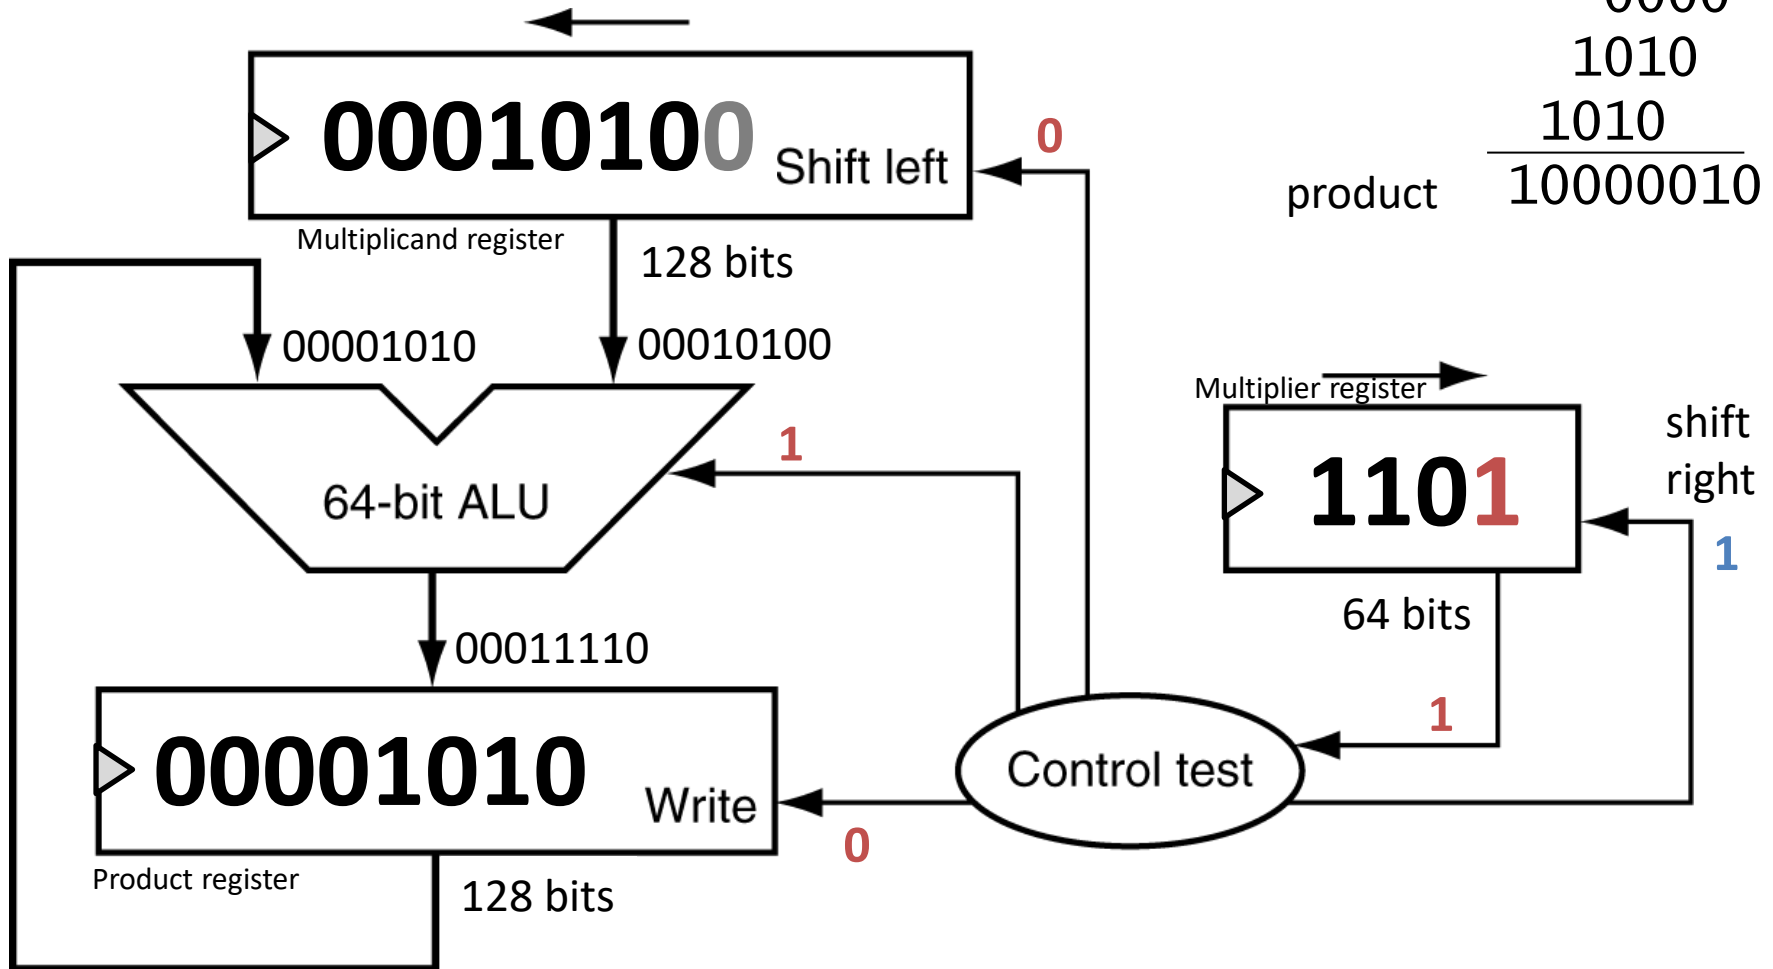 0000
1010
1010
product 10000010
00010100
Shift left
0
Multiplicand register
128 bits
00001010
00010100
64-bit ALU
1
Multiplier register
1101
shift
right
1
64 bits
00011110
00001010
Write
1
Control test
0
Product register
128 bits